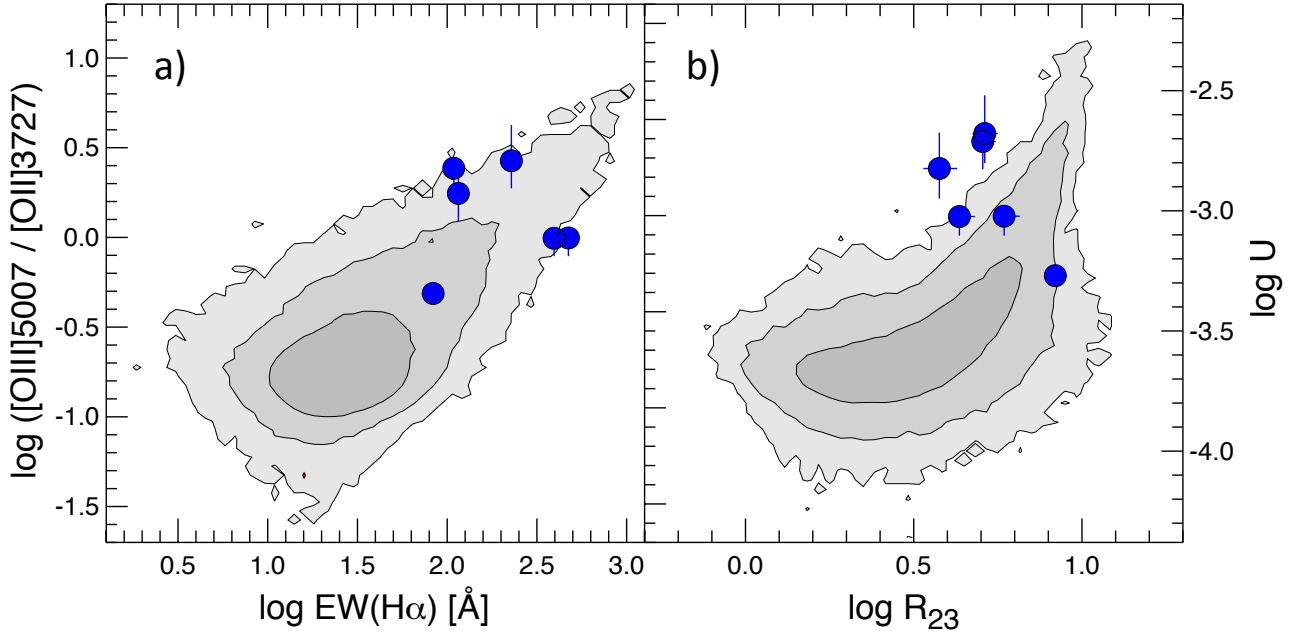 a)
b)
log ([OIII]5007 / [OII]3727)
1.0
0.5
0.0
-0.5
-1.0
-1.5
0.5 1.0 1.5 2.0 2.5 3.0
log EW(Hα) [Å]
0.0 0.5 1.0
log R₂₃
-2.5
-3.0
-3.5
-4.0
log U